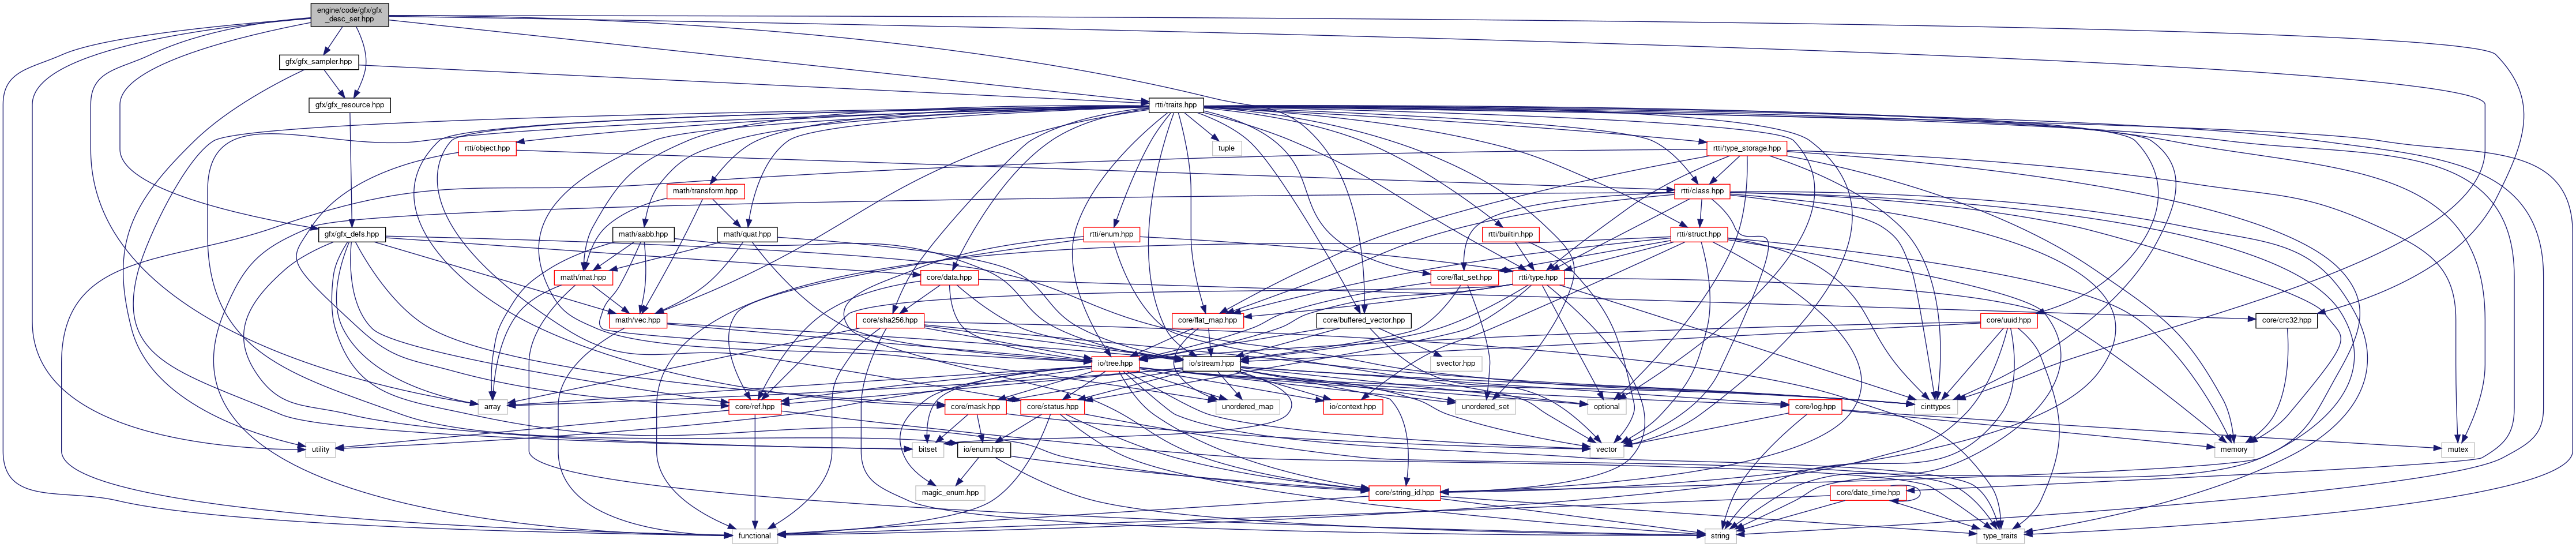 engine/code/gfx/gfx
_desc_set.hpp
gfx/gfx_sampler.hpp
gfx/gfx_resource.hpp
rtti/traits.hpp
rtti/object.hpp
tuple
rtti/type_storage.hpp
math/transform.hpp
rtti/class.hpp
gfx/gfx_defs.hpp
math/aabb.hpp
math/quat.hpp
rtti/enum.hpp
rtti/builtin.hpp
rtti/struct.hpp
math/mat.hpp
core/data.hpp
core/flat_set.hpp
rtti/type.hpp
math/vec.hpp
core/sha256.hpp
core/flat_map.hpp
core/buffered_vector.hpp
core/uuid.hpp
core/crc32.hpp
io/tree.hpp
io/stream.hpp
svector.hpp
array
core/ref.hpp
core/mask.hpp
core/status.hpp
unordered_map
io/context.hpp
unordered_set
optional
core/log.hpp
cinttypes
utility
bitset
io/enum.hpp
vector
memory
mutex
magic_enum.hpp
core/string_id.hpp
core/date_time.hpp
functional
string
type_traits